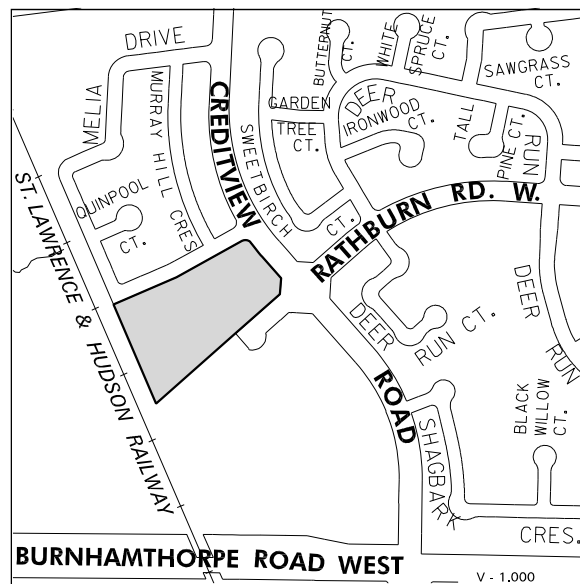 DRIVE
MELIA
MURRAY HILL CRES
QUINPOOL
CT.
ST. LAWRENCE & HUDSON RAILWAY
CREDITVIEW
SWEETBIRCH
CT.
GARDEN
TREE
CT.
BUTTERNUT
CT.
WHITE
SPRUCE
CT.
DEER
RUN
IRONWOOD
CT.
TALL
PINE CT.
SAWGRASS
CT.
RATHBURN RD. W.
DEER
RUN CT.
DEER
RUN
ROAD
SHAGBARK
CRES.
BLACK
WILLOW
CT.
BURNHAMTHORPE ROAD WEST
V - 1.000